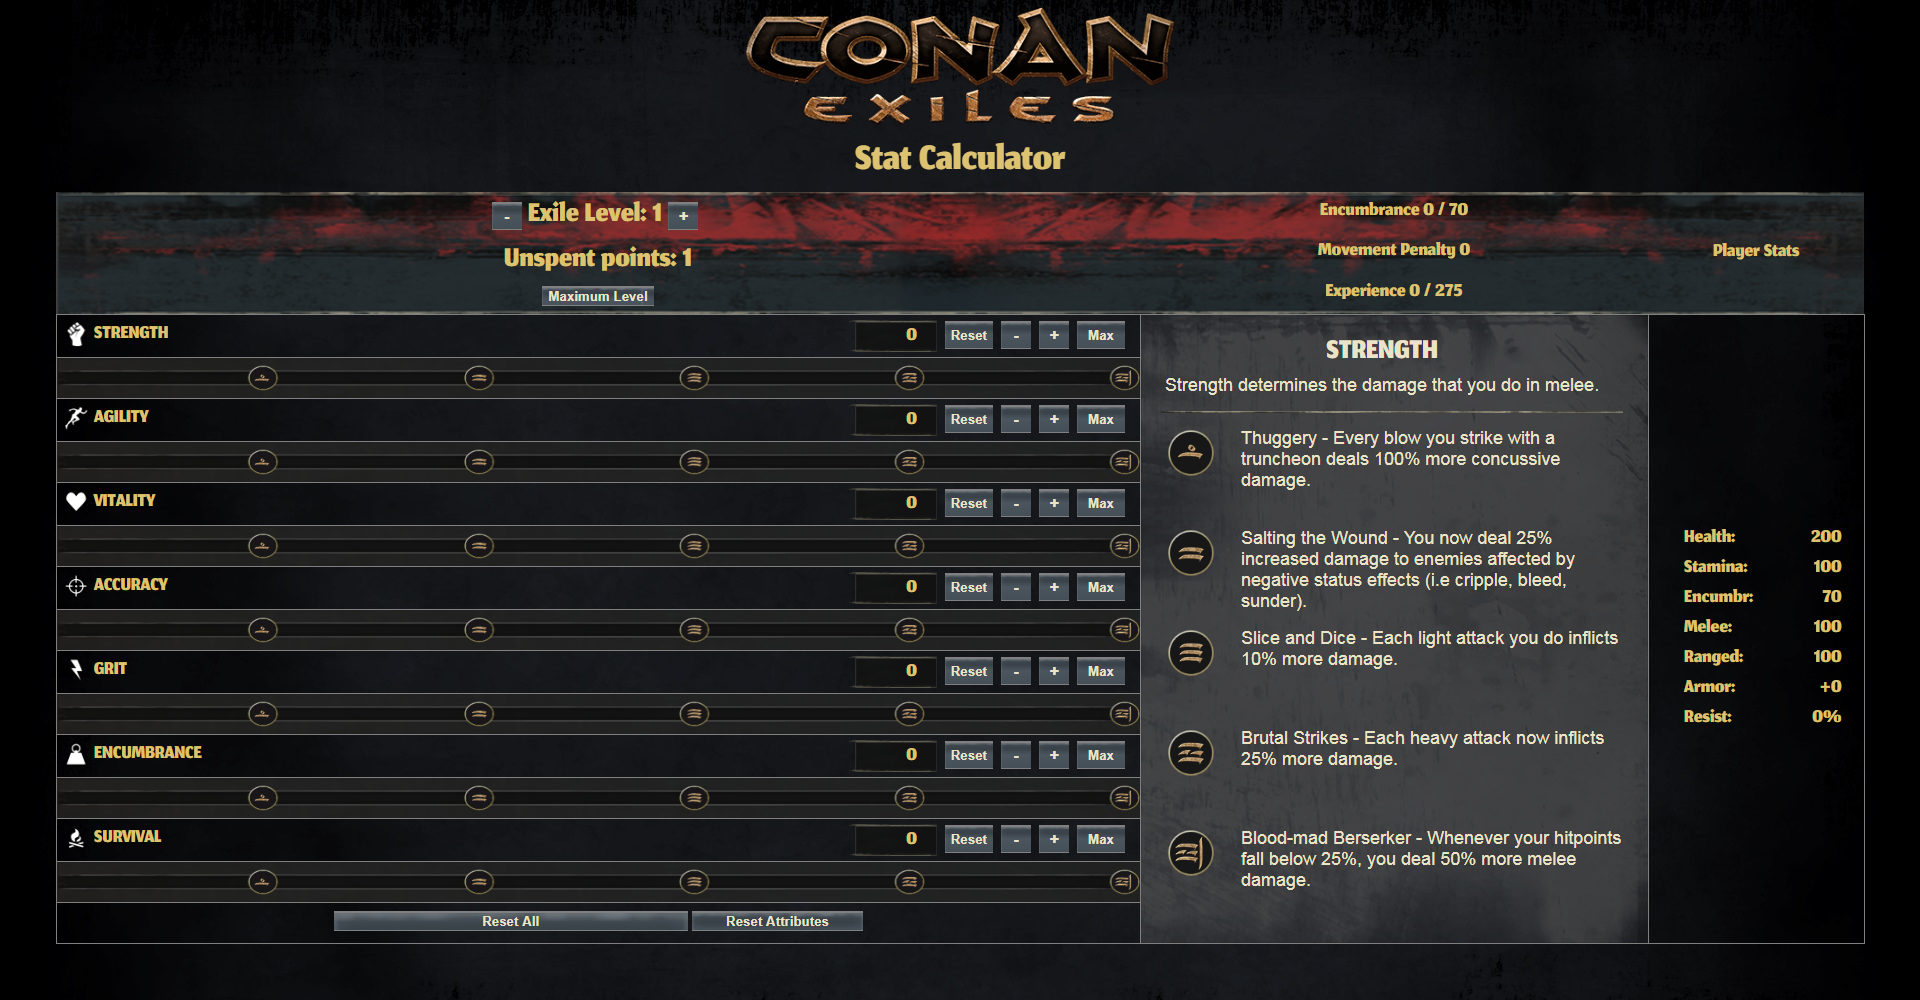 CONAN
EXILES
Stat Calculator
- Exile Level: 1 +
Unspent points: 1
Maximum Level
Encumbrance 0 / 70
Movement Penalty 0
Experience 0 / 275
Player Stats
STRENGTH 0 Reset - + Max
AGILITY 0 Reset - + Max
VITALITY 0 Reset - + Max
ACCURACY 0 Reset - + Max
GRIT 0 Reset - + Max
ENCUMBRANCE 0 Reset - + Max
SURVIVAL 0 Reset - + Max
Reset All Reset Attributes
STRENGTH
Strength determines the damage that you do in melee.
Thuggery - Every blow you strike with a
truncheon deals 100% more concussive
damage.
Salting the Wound - You now deal 25%
increased damage to enemies affected by
negative status effects (i.e cripple, bleed,
sunder).
Slice and Dice - Each light attack you do inflicts
10% more damage.
Brutal Strikes - Each heavy attack now inflicts
25% more damage.
Blood-mad Berserker - Whenever your hitpoints
fall below 25%, you deal 50% more melee
damage.
Health: 200
Stamina: 100
Encumbr: 70
Melee: 100
Ranged: 100
Armor: +0
Resist: 0%